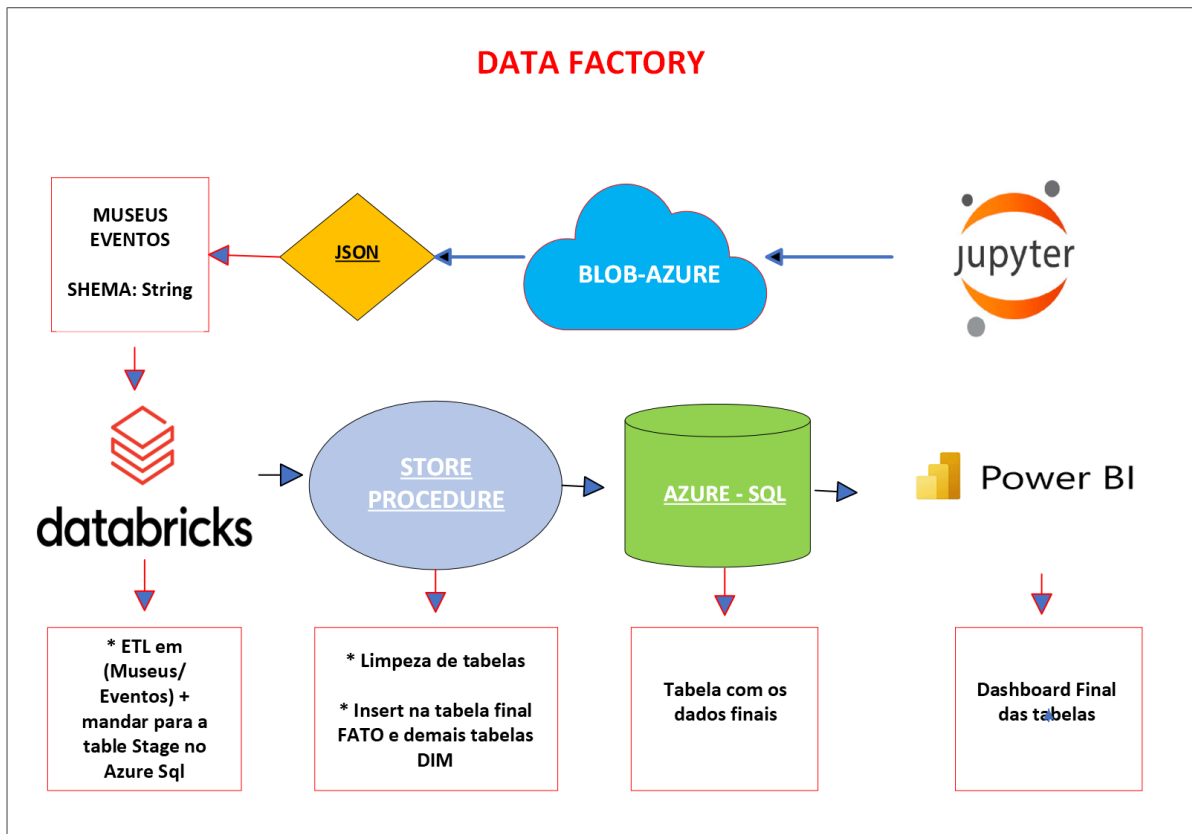 DATA FACTORY
MUSEUS
EVENTOS
SHEMA: String
JSON
BLOB-AZURE
jupyter
databricks
STORE
PROCEDURE
AZURE - SQL
Power BI
* ETL em
(Museus/
Eventos) +
mandar para a
table Stage no
Azure Sql
* Limpeza de tabelas
* Insert na tabela final
FATO e demais tabelas
DIM
Tabela com os
dados finais
Dashboard Final
das tabelas